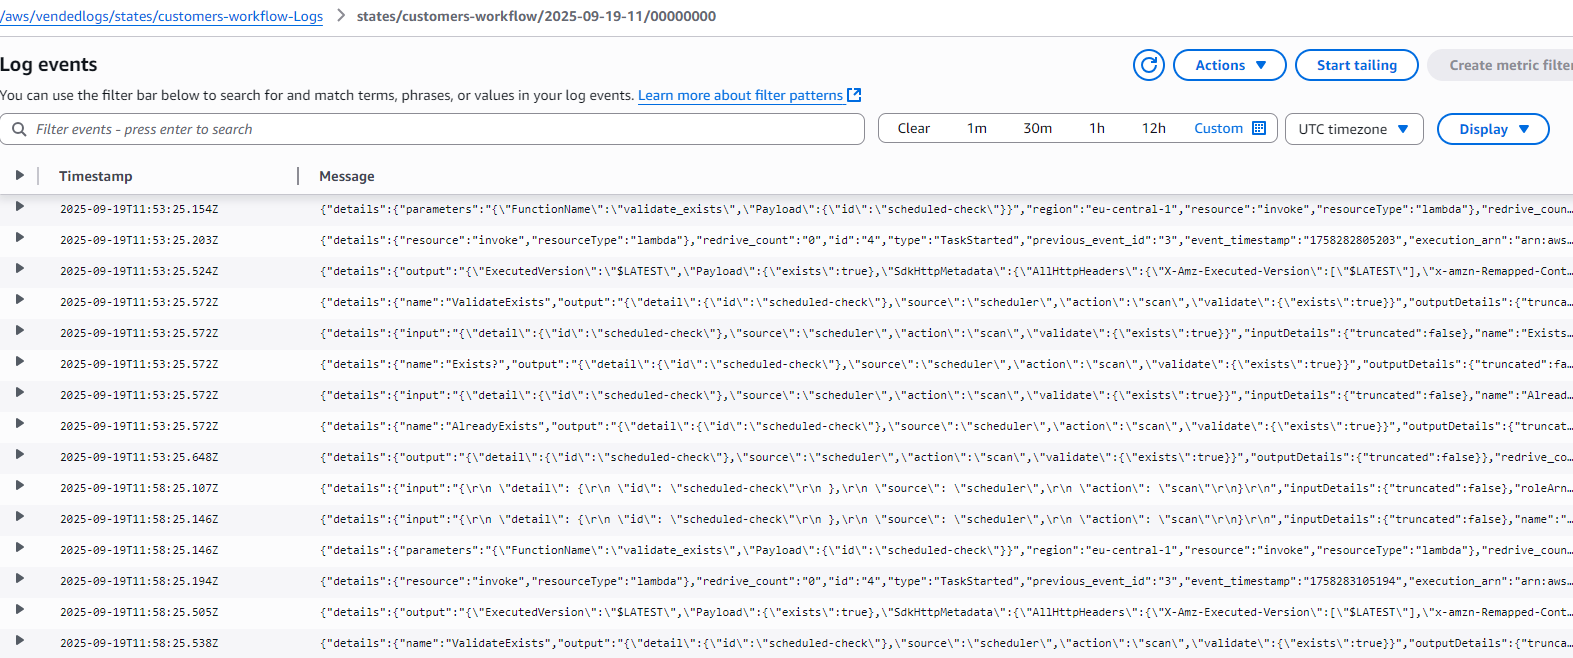 /aws/vendedlogs/states/customers-workflow-Logs > states/customers-workflow/2025-09-19-11/00000000
Log events
Actions ▼ Start tailing Create metric filter
You can use the filter bar below to search for and match terms, phrases, or values in your log events. Learn more about filter patterns
Filter events - press enter to search
Clear 1m 30m 1h 12h Custom UTC timezone ▼ Display ▼
Timestamp Message
2025-09-19T11:53:25.154Z {"details":{"parameters":"{\"FunctionName\":\"validate_exists\",\"Payload\":{\"id\":\"scheduled-check\"}}","region":"eu-central-1","resource":"invoke","resourceType":"lambda"},"redrive_coun…
2025-09-19T11:53:25.203Z {"details":{"resource":"invoke","resourceType":"lambda"},"redrive_count":"0","id":"4","type":"TaskStarted","previous_event_id":"3","event_timestamp":"1758282805203","execution_arn":"arn:aws…
2025-09-19T11:53:25.524Z {"details":{"output":"{\"ExecutedVersion\":\"$LATEST\",\"Payload\":{\"exists\":true},\"SdkHttpMetadata\":{\"AllHttpHeaders\":{\"X-Amz-Executed-Version\":[\"$LATEST\"],\"x-amzn-Remapped-Cont…
2025-09-19T11:53:25.572Z {"details":{"name":"ValidateExists","output":"{\"detail\":{\"id\":\"scheduled-check\"},\"source\":\"scheduler\",\"action\":\"scan\",\"validate\":{\"exists\":true}}","outputDetails":{"trunca…
2025-09-19T11:53:25.572Z {"details":{"input":"{\"detail\":{\"id\":\"scheduled-check\"},\"source\":\"scheduler\",\"action\":\"scan\",\"validate\":{\"exists\":true}}","inputDetails":{"truncated":false},"name":"Exists…
2025-09-19T11:53:25.572Z {"details":{"name":"Exists?","output":"{\"detail\":{\"id\":\"scheduled-check\"},\"source\":\"scheduler\",\"action\":\"scan\",\"validate\":{\"exists\":true}}","outputDetails":{"truncated":fa…
2025-09-19T11:53:25.572Z {"details":{"input":"{\"detail\":{\"id\":\"scheduled-check\"},\"source\":\"scheduler\",\"action\":\"scan\",\"validate\":{\"exists\":true}}","inputDetails":{"truncated":false},"name":"Alread…
2025-09-19T11:53:25.572Z {"details":{"name":"AlreadyExists","output":"{\"detail\":{\"id\":\"scheduled-check\"},\"source\":\"scheduler\",\"action\":\"scan\",\"validate\":{\"exists\":true}}","outputDetails":{"truncat…
2025-09-19T11:53:25.648Z {"details":{"output":"{\"detail\":{\"id\":\"scheduled-check\"},\"source\":\"scheduler\",\"action\":\"scan\",\"validate\":{\"exists\":true}}","outputDetails":{"truncated":false}},"redrive_co…
2025-09-19T11:58:25.107Z {"details":{"input":"{\r\n \"detail\": {\r\n \"id\": \"scheduled-check\"\r\n },\r\n \"source\": \"scheduler\",\r\n \"action\": \"scan\"\r\n}\r\n","inputDetails":{"truncated":false},"roleArn…
2025-09-19T11:58:25.146Z {"details":{"input":"{\r\n \"detail\": {\r\n \"id\": \"scheduled-check\"\r\n },\r\n \"source\": \"scheduler\",\r\n \"action\": \"scan\"\r\n}\r\n","inputDetails":{"truncated":false},"name":"…
2025-09-19T11:58:25.146Z {"details":{"parameters":"{\"FunctionName\":\"validate_exists\",\"Payload\":{\"id\":\"scheduled-check\"}}","region":"eu-central-1","resource":"invoke","resourceType":"lambda"},"redrive_coun…
2025-09-19T11:58:25.194Z {"details":{"resource":"invoke","resourceType":"lambda"},"redrive_count":"0","id":"4","type":"TaskStarted","previous_event_id":"3","event_timestamp":"1758283105194","execution_arn":"arn:aws…
2025-09-19T11:58:25.505Z {"details":{"output":"{\"ExecutedVersion\":\"$LATEST\",\"Payload\":{\"exists\":true},\"SdkHttpMetadata\":{\"AllHttpHeaders\":{\"X-Amz-Executed-Version\":[\"$LATEST\"],\"x-amzn-Remapped-Cont…
2025-09-19T11:58:25.538Z {"details":{"name":"ValidateExists","output":"{\"detail\":{\"id\":\"scheduled-check\"},\"source\":\"scheduler\",\"action\":\"scan\",\"validate\":{\"exists\":true}}","outputDetails":{"trunca…